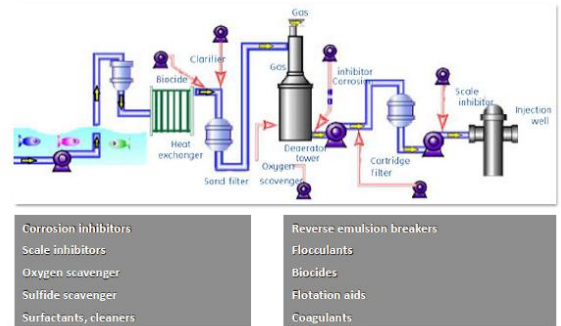 Gas
Clarifier
Biocide
Gas
inhibitor
Corrosion
Scale
inhibitor
Injection
well
Heat
exchanger
Deaerator
tower
Oxygen
scavenger
Sand filter
Cartridge
filter
Corrosion inhibitors
Scale inhibitors
Oxygen scavenger
Sulfide scavenger
Surfactants, cleaners
Reverse emulsion breakers
Flocculants
Biocides
Flotation aids
Coagulants